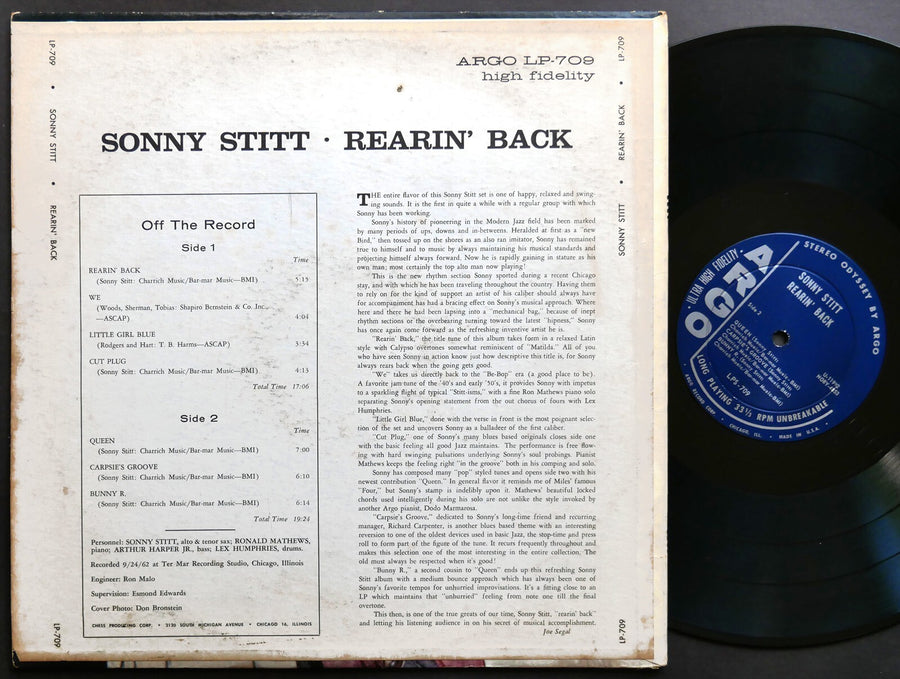 ARGO LP-709
high fidelity
SONNY STITT · REARIN' BACK
LP-709 • SONNY STITT • REARIN' BACK
LP-709
Off The Record
Side 1
Time
REARIN' BACK
(Sonny Stitt: Charrich Music/Bar-mar Music—BMI) 5:15
WE
(Woods, Sherman, Tobias: Shapiro Bernstein & Co. Inc.
—ASCAP) 4:04
LITTLE GIRL BLUE
(Rodgers and Hart: T. B. Harms—ASCAP) 3:34
CUT PLUG
(Sonny Stitt: Charrich Music/Bar-mar Music—BMI) 4:13
Total Time 17:06
Side 2
Time
QUEEN
(Sonny Stitt: Charrich Music/Bar-mar Music—BMI) 7:00
CARPSIE'S GROOVE
(Sonny Stitt: Charrich Music/Bar-mar Music—BMI) 6:10
BUNNY R.
(Sonny Stitt: Charrich Music/Bar-mar Music—BMI) 6:14
Total Time 19:24
Personnel: SONNY STITT, alto & tenor sax; RONALD MATHEWS,
piano; ARTHUR HARPER JR., bass; LEX HUMPHRIES, drums.
Recorded 9/24/62 at Ter Mar Recording Studio, Chicago, Illinois
Engineer: Ron Malo
Supervision: Esmond Edwards
Cover Photo: Don Bronstein
CHESS PRODUCING CORP. • 2120 SOUTH MICHIGAN AVENUE • CHICAGO 16, ILLINOIS
THE entire flavor of this Sonny Stitt set is one of happy, relaxed and swing-
ing sounds. It is the first in quite a while with a regular group with which
Sonny has been working.
Sonny's history of pioneering in the Modern Jazz field has been marked
by many periods of ups, downs and in-betweens. Heralded at first as a "new
Bird," then tossed up on the shores as an also ran imitator, Sonny has remained
true to himself and to music by always maintaining his musical standards and
projecting himself always forward. Now he is rapidly gaining in stature as his
own man; most certainly the top alto man now playing!
This is the new rhythm section Sonny sported during a recent Chicago
stay, and with which he has been traveling throughout the country. Having them
to rely on for the kind of support an artist of his caliber should always have
for accompaniment has had a bracing effect on Sonny's musical approach. Where
here and there he had been lapsing into a "mechanical bag," because of inept
rhythm sections or the overbearing turning toward the latest "hipness," Sonny
has once again come forward as the refreshing inventive artist he is.
"Rearin' Back," the title tune of this album takes form in a relaxed Latin
style with Calypso overtones somewhat reminiscent of "Matilda." All of you
who have seen Sonny in action know just how descriptive this title is, for Sonny
always rears back when the going gets good.
"We" takes us directly back to the "Be-Bop" era (a good place to be).
A favorite jam tune of the '40's and early '50's, it provides Sonny with impetus
to a sparkling flight of typical "Stitt-isms," with a fine Ron Mathews piano solo
separating Sonny's opening statement from the out chorus of fours with Lex
Humphries.
"Little Girl Blue," done with the verse in front is the most poignant selec-
tion of the set and uncovers Sonny as a balladeer of the first caliber.
"Cut Plug," one of Sonny's many blues based originals closes side one
with the basic feeling all good Jazz maintains. The performance is free flow-
ing with hard swinging pulsations underlying Sonny's soul probings. Pianist
Mathews keeps the feeling right "in the groove" both in his comping and solo.
Sonny has composed many "pop" styled tunes and opens side two with his
newest contribution "Queen." In general flavor it reminds me of Miles' famous
"Four," but Sonny's stamp is indelibly upon it. Mathews' beautiful locked
chords used intelligently during his solo are not unlike the style invoked by
another Argo pianist, Dodo Marmarosa.
"Carpsie's Groove," dedicated to Sonny's long-time friend and recurring
manager, Richard Carpenter, is another blues based theme with an interesting
reversion to one of the oldest devices used in basic Jazz, the stop-time and press
roll to form part of the figure of the tune. It recurs frequently throughout and
makes this selection one of the most interesting in the entire collection. The
old must always be respected when it's good!
"Bunny R.," a second cousin to "Queen" ends up this refreshing Sonny
Stitt album with a medium bounce approach which has always been one of
Sonny's favorite tempos for unhurried improvisations. It's a fitting close to an
LP which maintains that "unburried" feeling from note one till the final
overtone.
This then, is one of the true greats of our time, Sonny Stitt, "rearin' back"
and letting his listening audience in on his secret of musical accomplishment.
Joe Segal
LP-709 • REARIN' BACK • SONNY STITT
LP-709
ULTRA HIGH FIDELITY • STEREO ODYSSEY BY ARGO
ARGO
SONNY STITT
REARIN' BACK
Side 2
LPS-709
LONG PLAYING 33⅓ RPM UNBREAKABLE
CHICAGO, ILL. • MADE IN U.S.A.